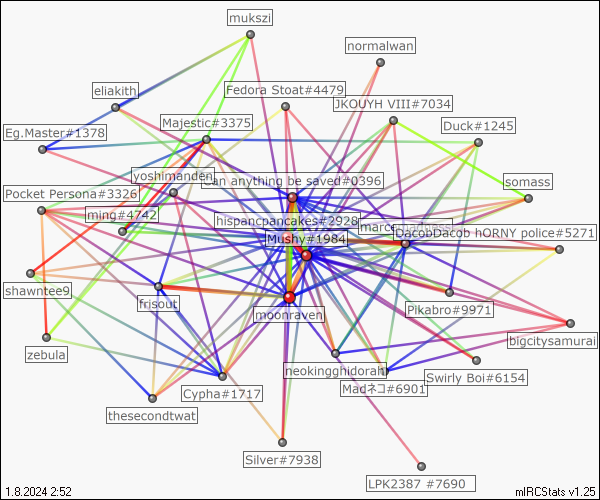 mukszi
normalwan
eliakith
Fedora Stoat#4479
JKOUYH VIII#7034
Eg.Master#1378
Majestic#3375
Duck#1245
yoshimanden
can anything be saved#0396
Pocket Persona#3326
somass
ming#4742
hispancpancakes#2928
DacobDacob hORNY police#5271
Mushy#1984
shawntee9
frisout
moonraven
Pikabro#9971
zebula
neokingghidorah
bigcitysamurai
Cypha#1717
Madネコ#6901
Swirly Boi#6154
thesecondtwat
Silver#7938
LPK2387 #7690
1.8.2024 2:52
mIRCStats v1.25